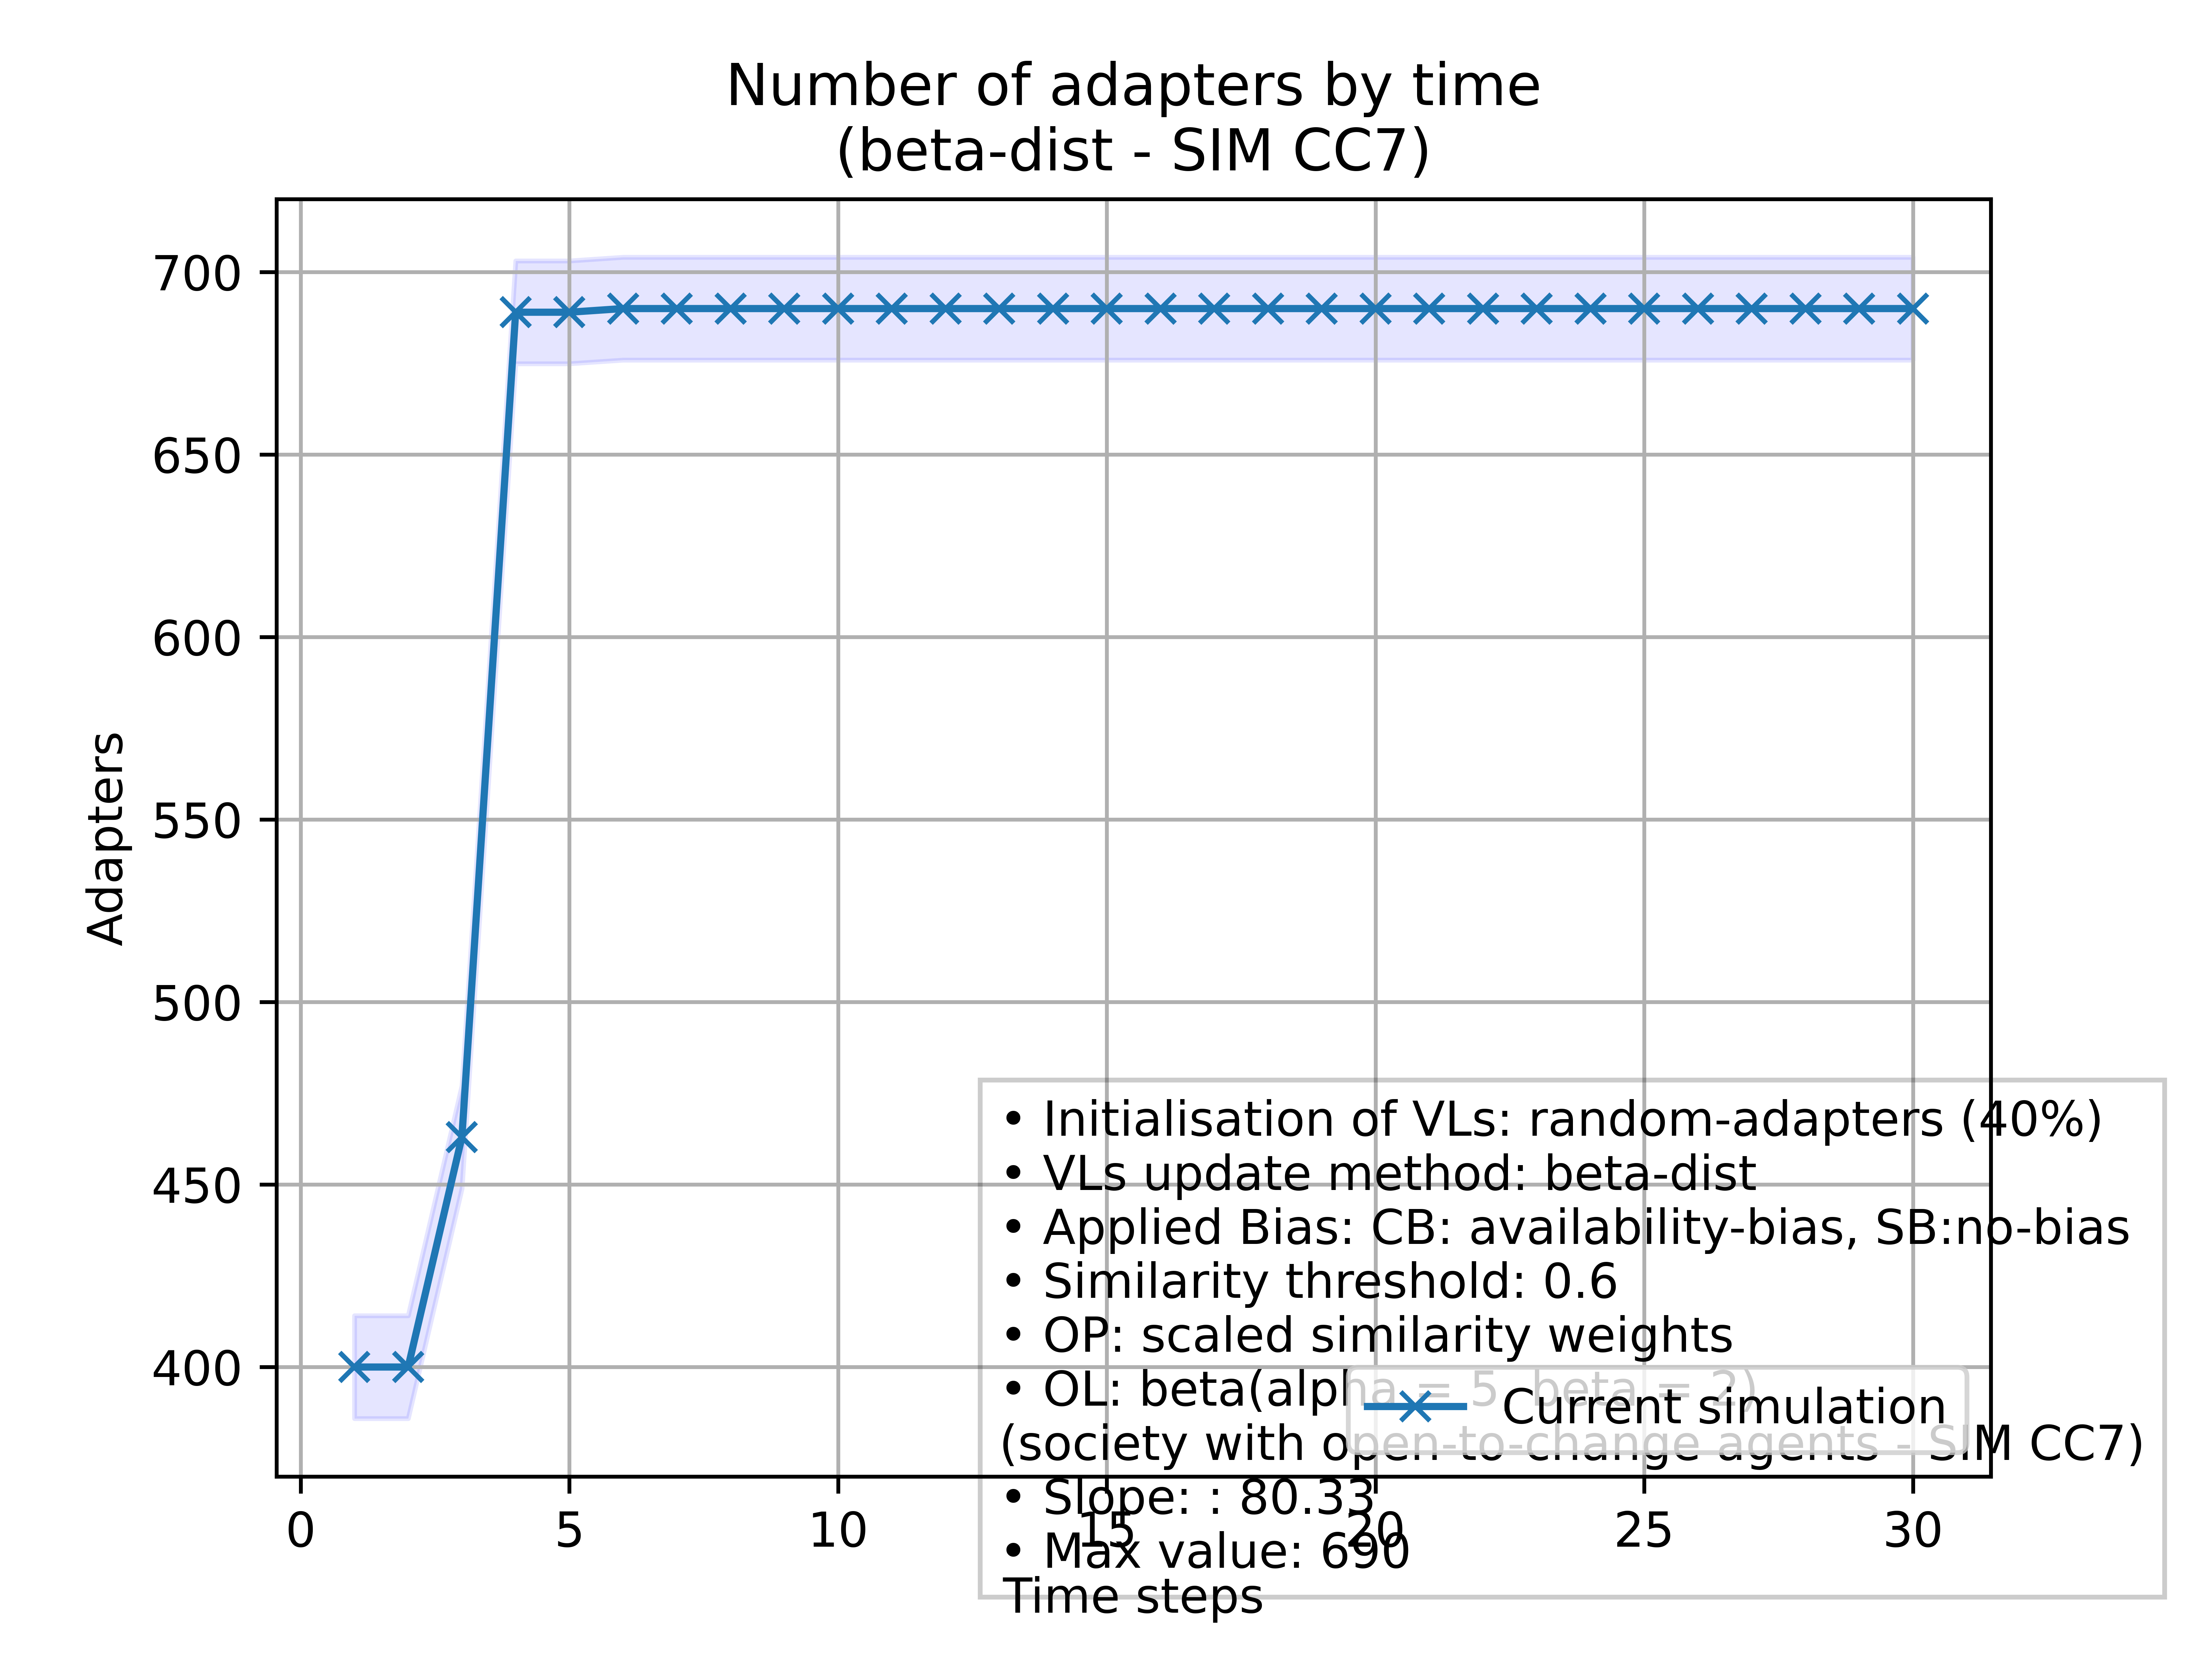 Number of adapters by time
(beta-dist - SIM CC7)
700
650
600
550
500
450
400
Adapters
• Initialisation of VLs: random-adapters (40%)
• VLs update method: beta-dist
• Applied Bias: CB: availability-bias, SB:no-bias
• Similarity threshold: 0.6
• OP: scaled similarity weights
• OL: beta(alpha = 5 beta = 2)
Current simulation
(society with open-to-change agents - SIM CC7)
• Slope: : 80.33
0 5 10 15 20 25 30
• Max value: 690
Time steps